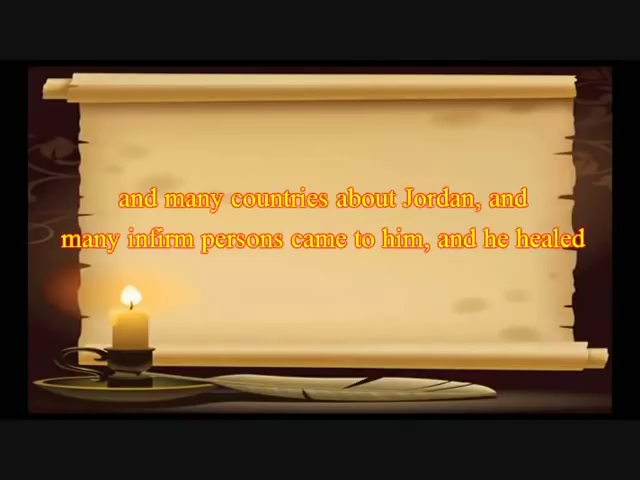 and many countries about Jordan, and
many infirm persons came to him, and he healed